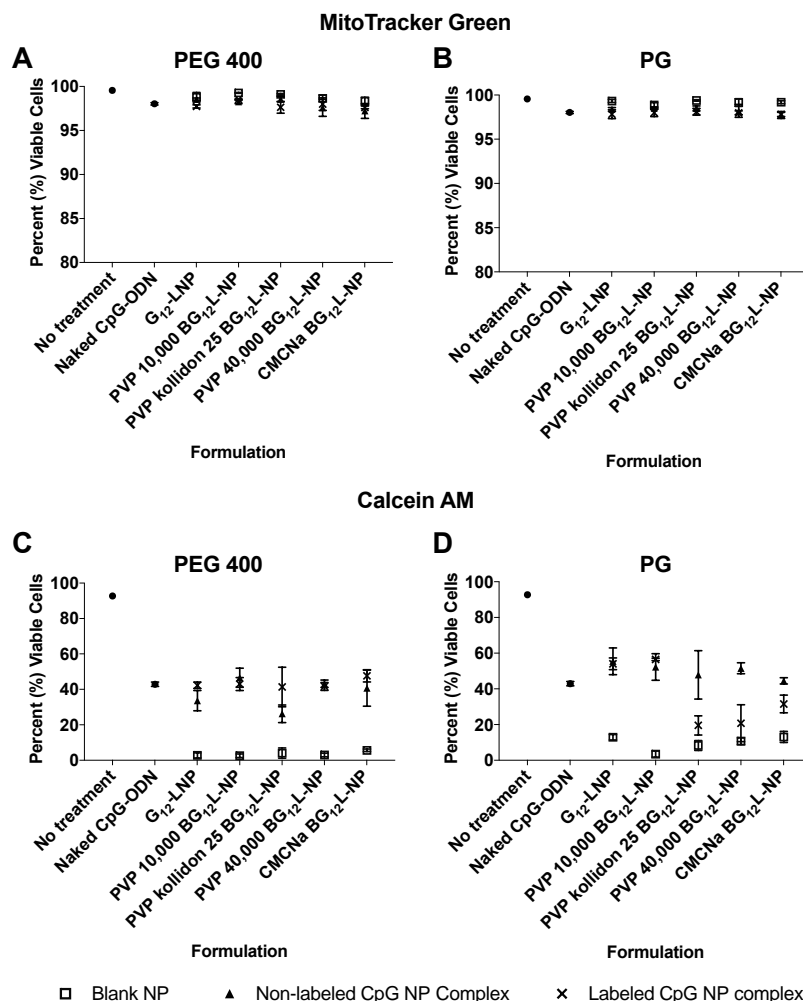 MitoTracker Green
A
PEG 400
Percent (%) Viable Cells
100
95
90
85
80
No treatment
Naked CpG-ODN
G12-LNP
PVP 10,000 BG12L-NP
PVP kollidon 25 BG12L-NP
PVP 40,000 BG12L-NP
CMCNa BG12L-NP
Formulation
B
PG
Percent (%) Viable Cells
100
95
90
85
80
No treatment
Naked CpG-ODN
G12-LNP
PVP 10,000 BG12L-NP
PVP kollidon 25 BG12L-NP
PVP 40,000 BG12L-NP
CMCNa BG12L-NP
Formulation
Calcein AM
C
PEG 400
Percent (%) Viable Cells
100
80
60
40
20
0
No treatment
Naked CpG-ODN
G12-LNP
PVP 10,000 BG12L-NP
PVP kollidon 25 BG12L-NP
PVP 40,000 BG12L-NP
CMCNa BG12L-NP
Formulation
D
PG
Percent (%) Viable Cells
100
80
60
40
20
0
No treatment
Naked CpG-ODN
G12-LNP
PVP 10,000 BG12L-NP
PVP kollidon 25 BG12L-NP
PVP 40,000 BG12L-NP
CMCNa BG12L-NP
Formulation
Blank NP
Non-labeled CpG NP Complex
Labeled CpG NP complex